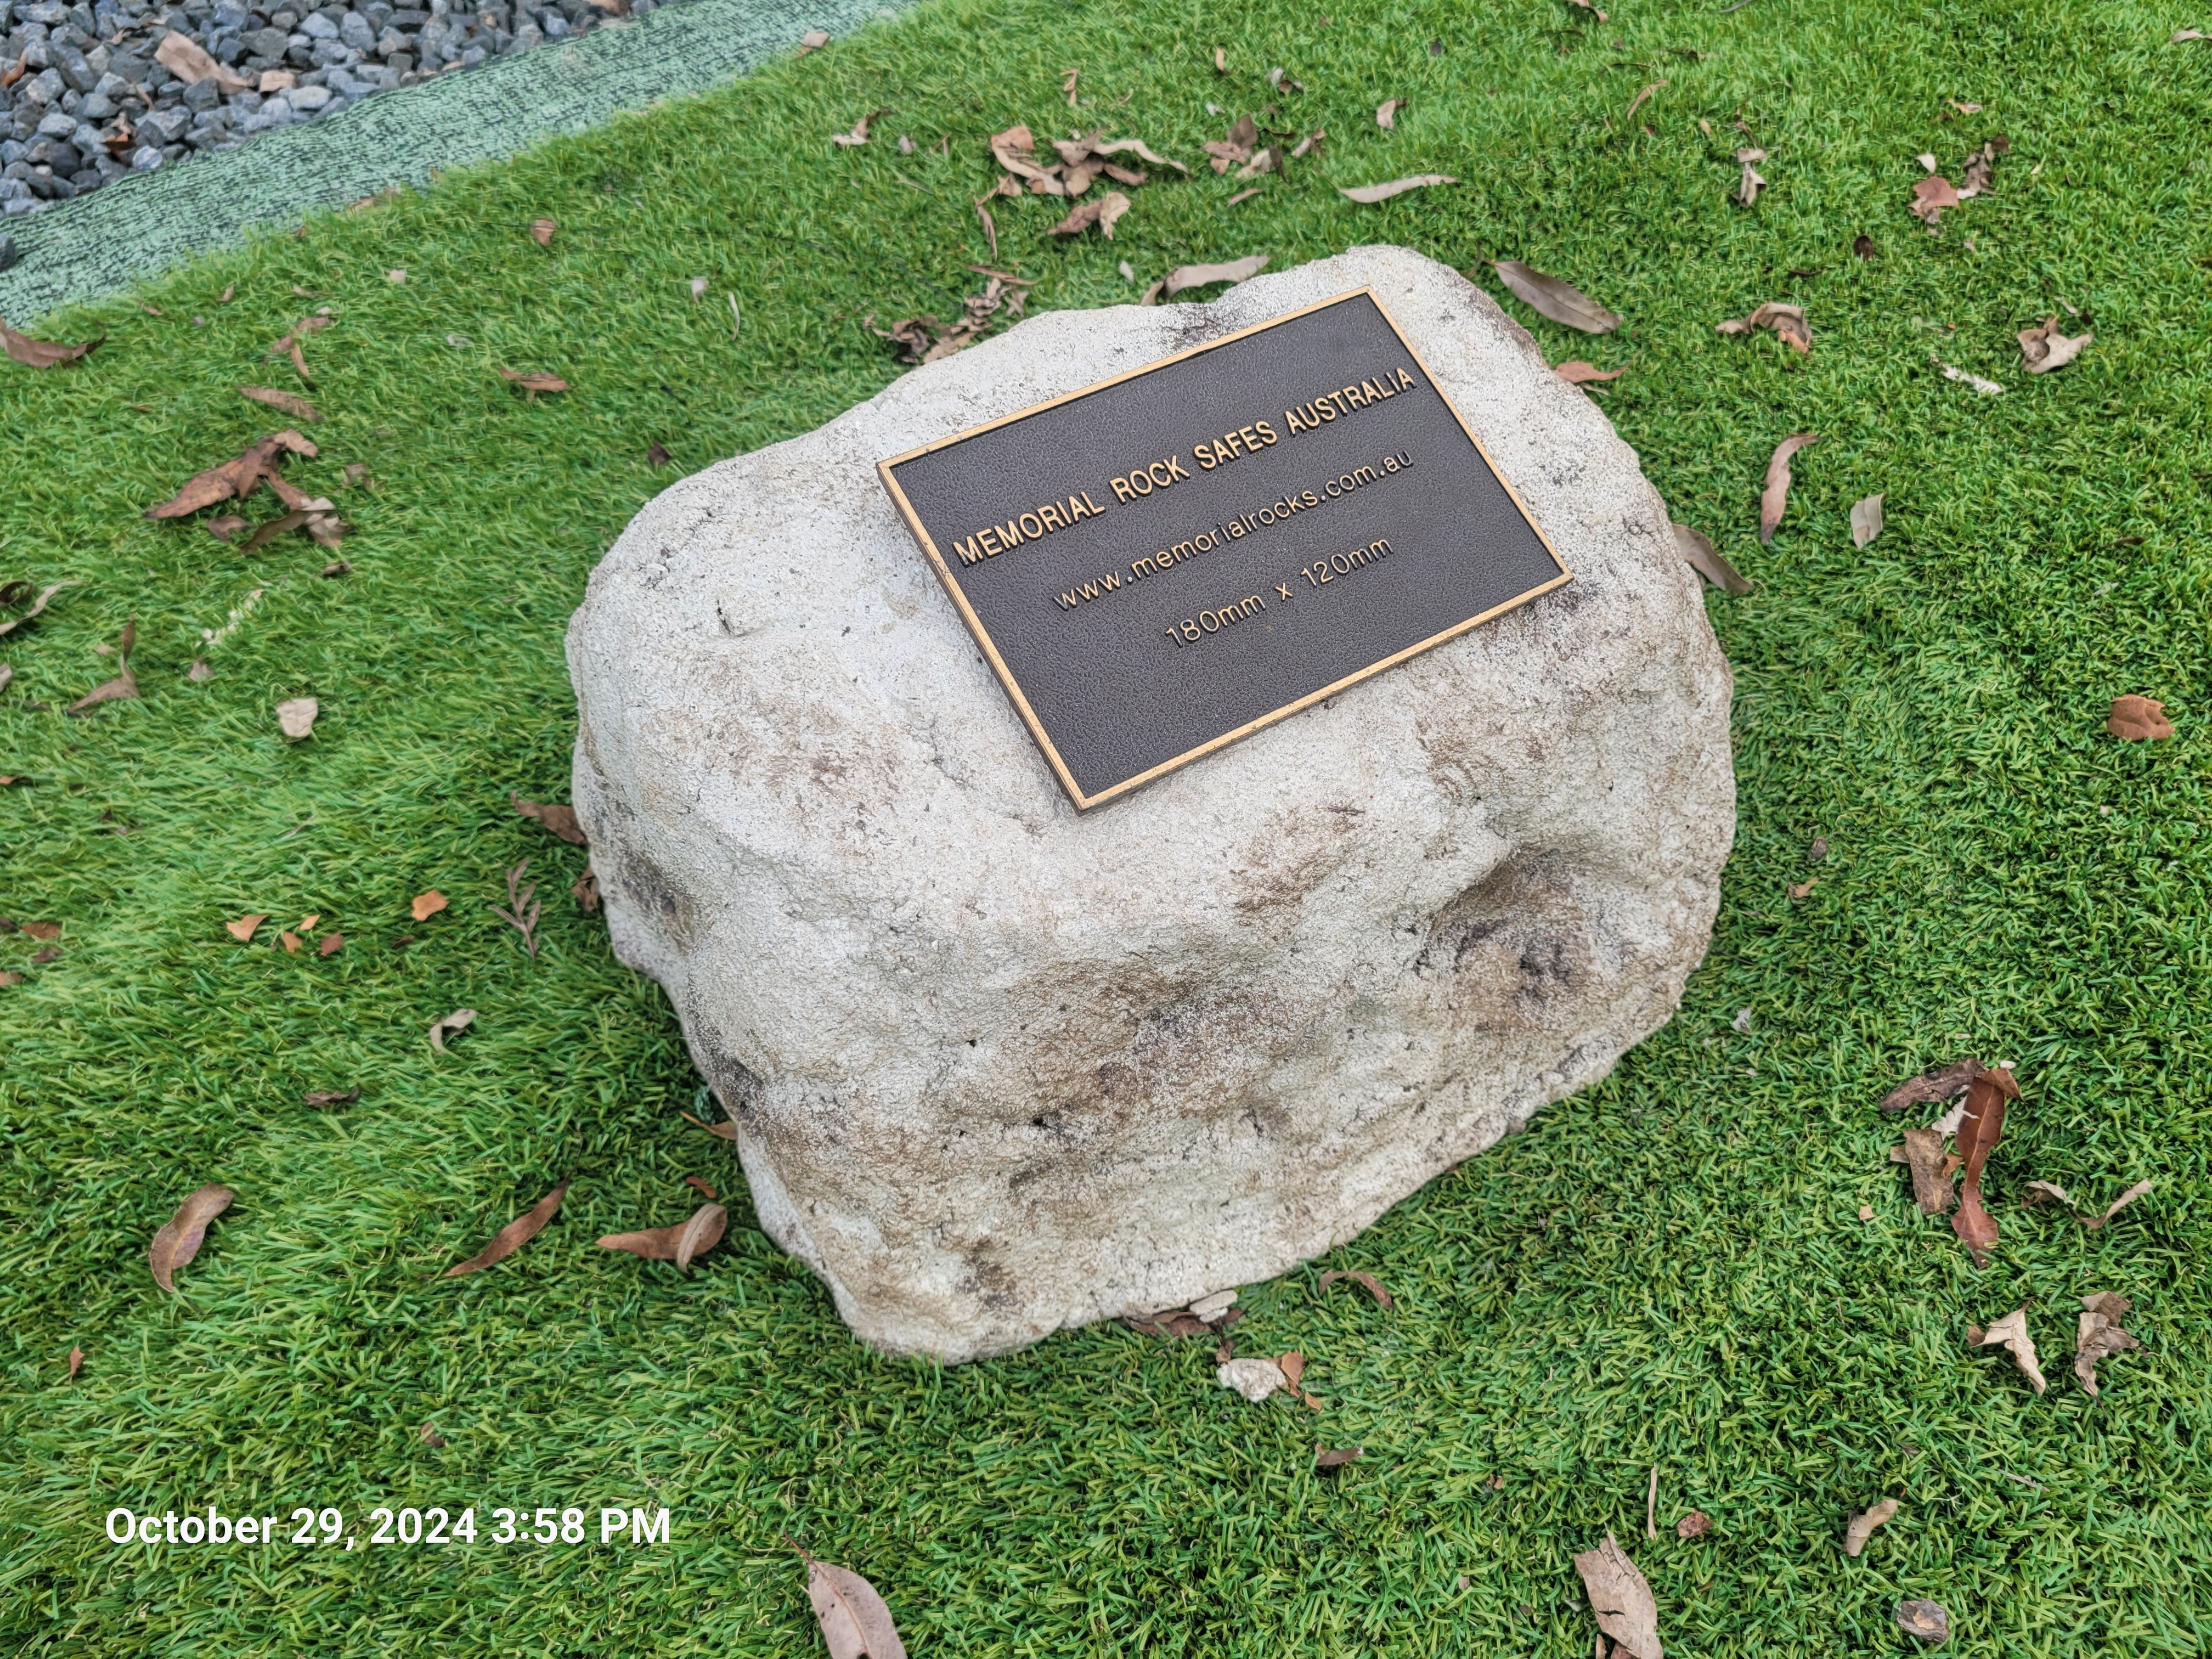 MEMORIAL ROCK SAFES AUSTRALIA
www.memorialrocks.com.au
180mm x 120mm
October 29, 2024 3:58 PM